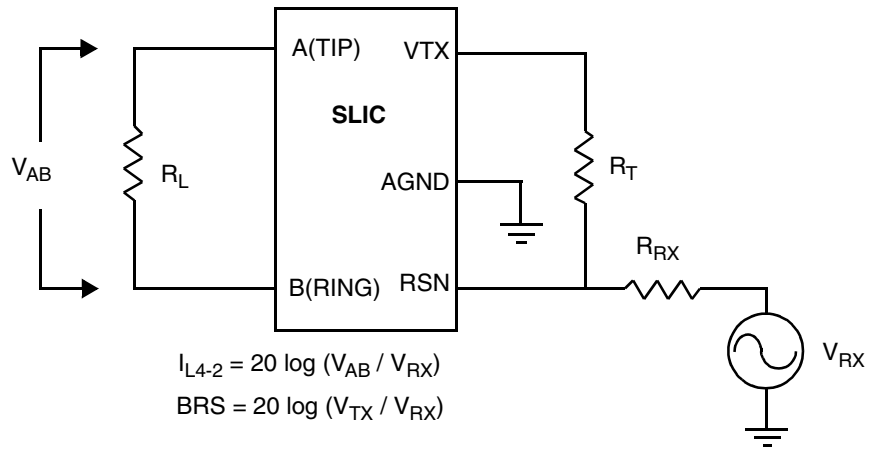 A(TIP)
VTX
SLIC
V_AB
R_L
R_T
AGND
R_RX
B(RING)
RSN
I_L4-2 = 20 log (V_AB / V_RX)
V_RX
BRS = 20 log (V_TX / V_RX)